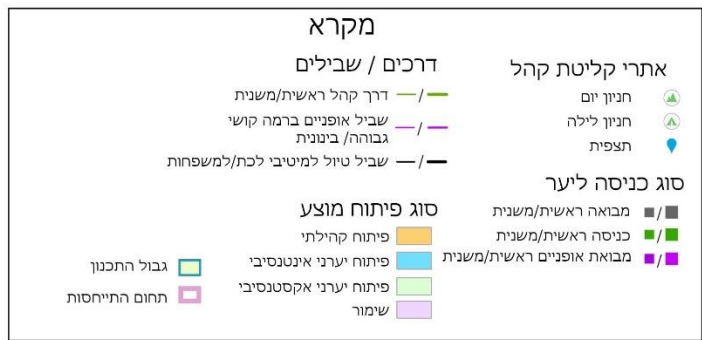 מקרא
אתרי קליטת קהל
חניון יום
חניון לילה
תצפית
סוג כניסה ליער
מבואה ראשית/משנית
כניסה ראשית/משנית
מבואת אופניים ראשית/משנית
דרכים / שבילים
דרך קהל ראשית/משנית
שביל אופניים ברמה קושי
גבוהה/ בינונית
שביל טיול למיטיבי לכת/למשפחות
סוג פיתוח מוצע
פיתוח קהילתי
פיתוח יערני אינטנסיבי
פיתוח יערני אקסטנסיבי
שימור
גבול התכנון
תחום התייחסות